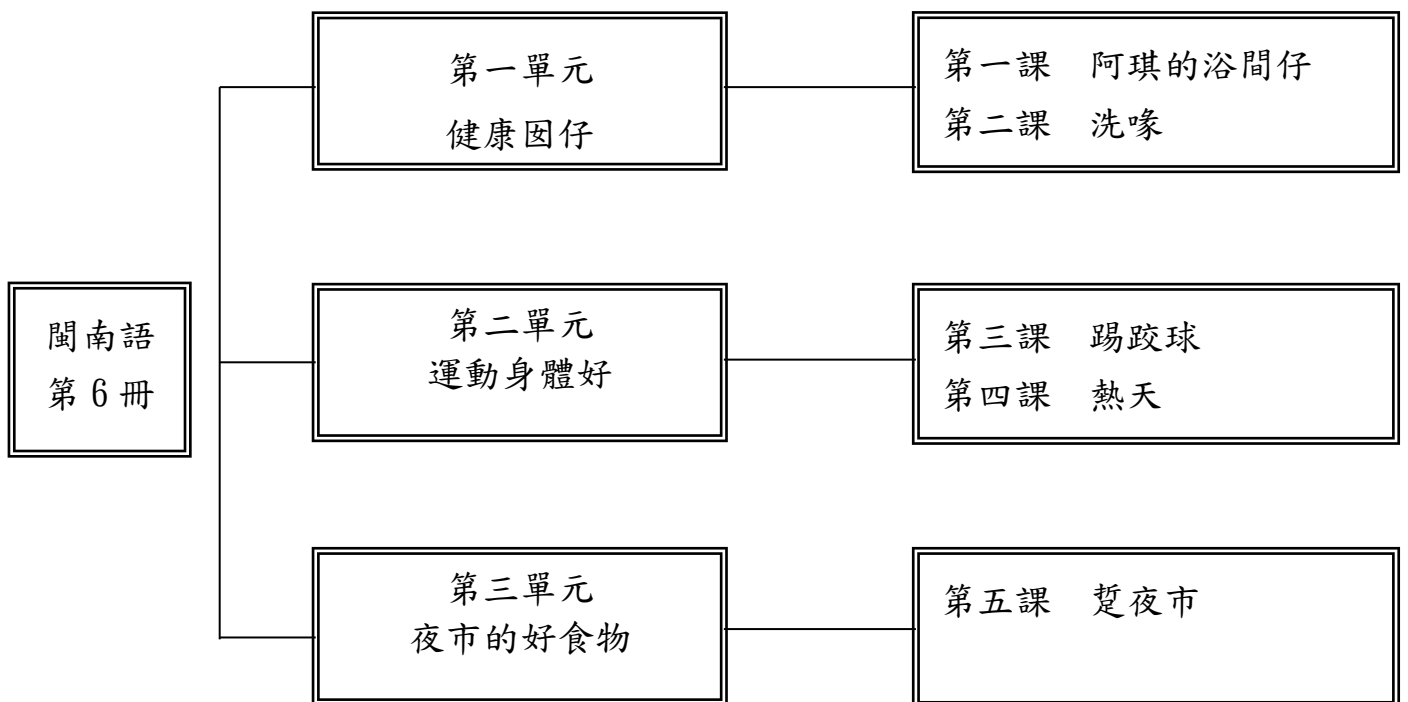 閩南語
第 6 冊
第一單元
健康囡仔
第一課 阿琪的浴間仔
第二課 洗喙
第二單元
運動身體好
第三課 踢跤球
第四課 熱天
第三單元
夜市的好食物
第五課 踅夜市